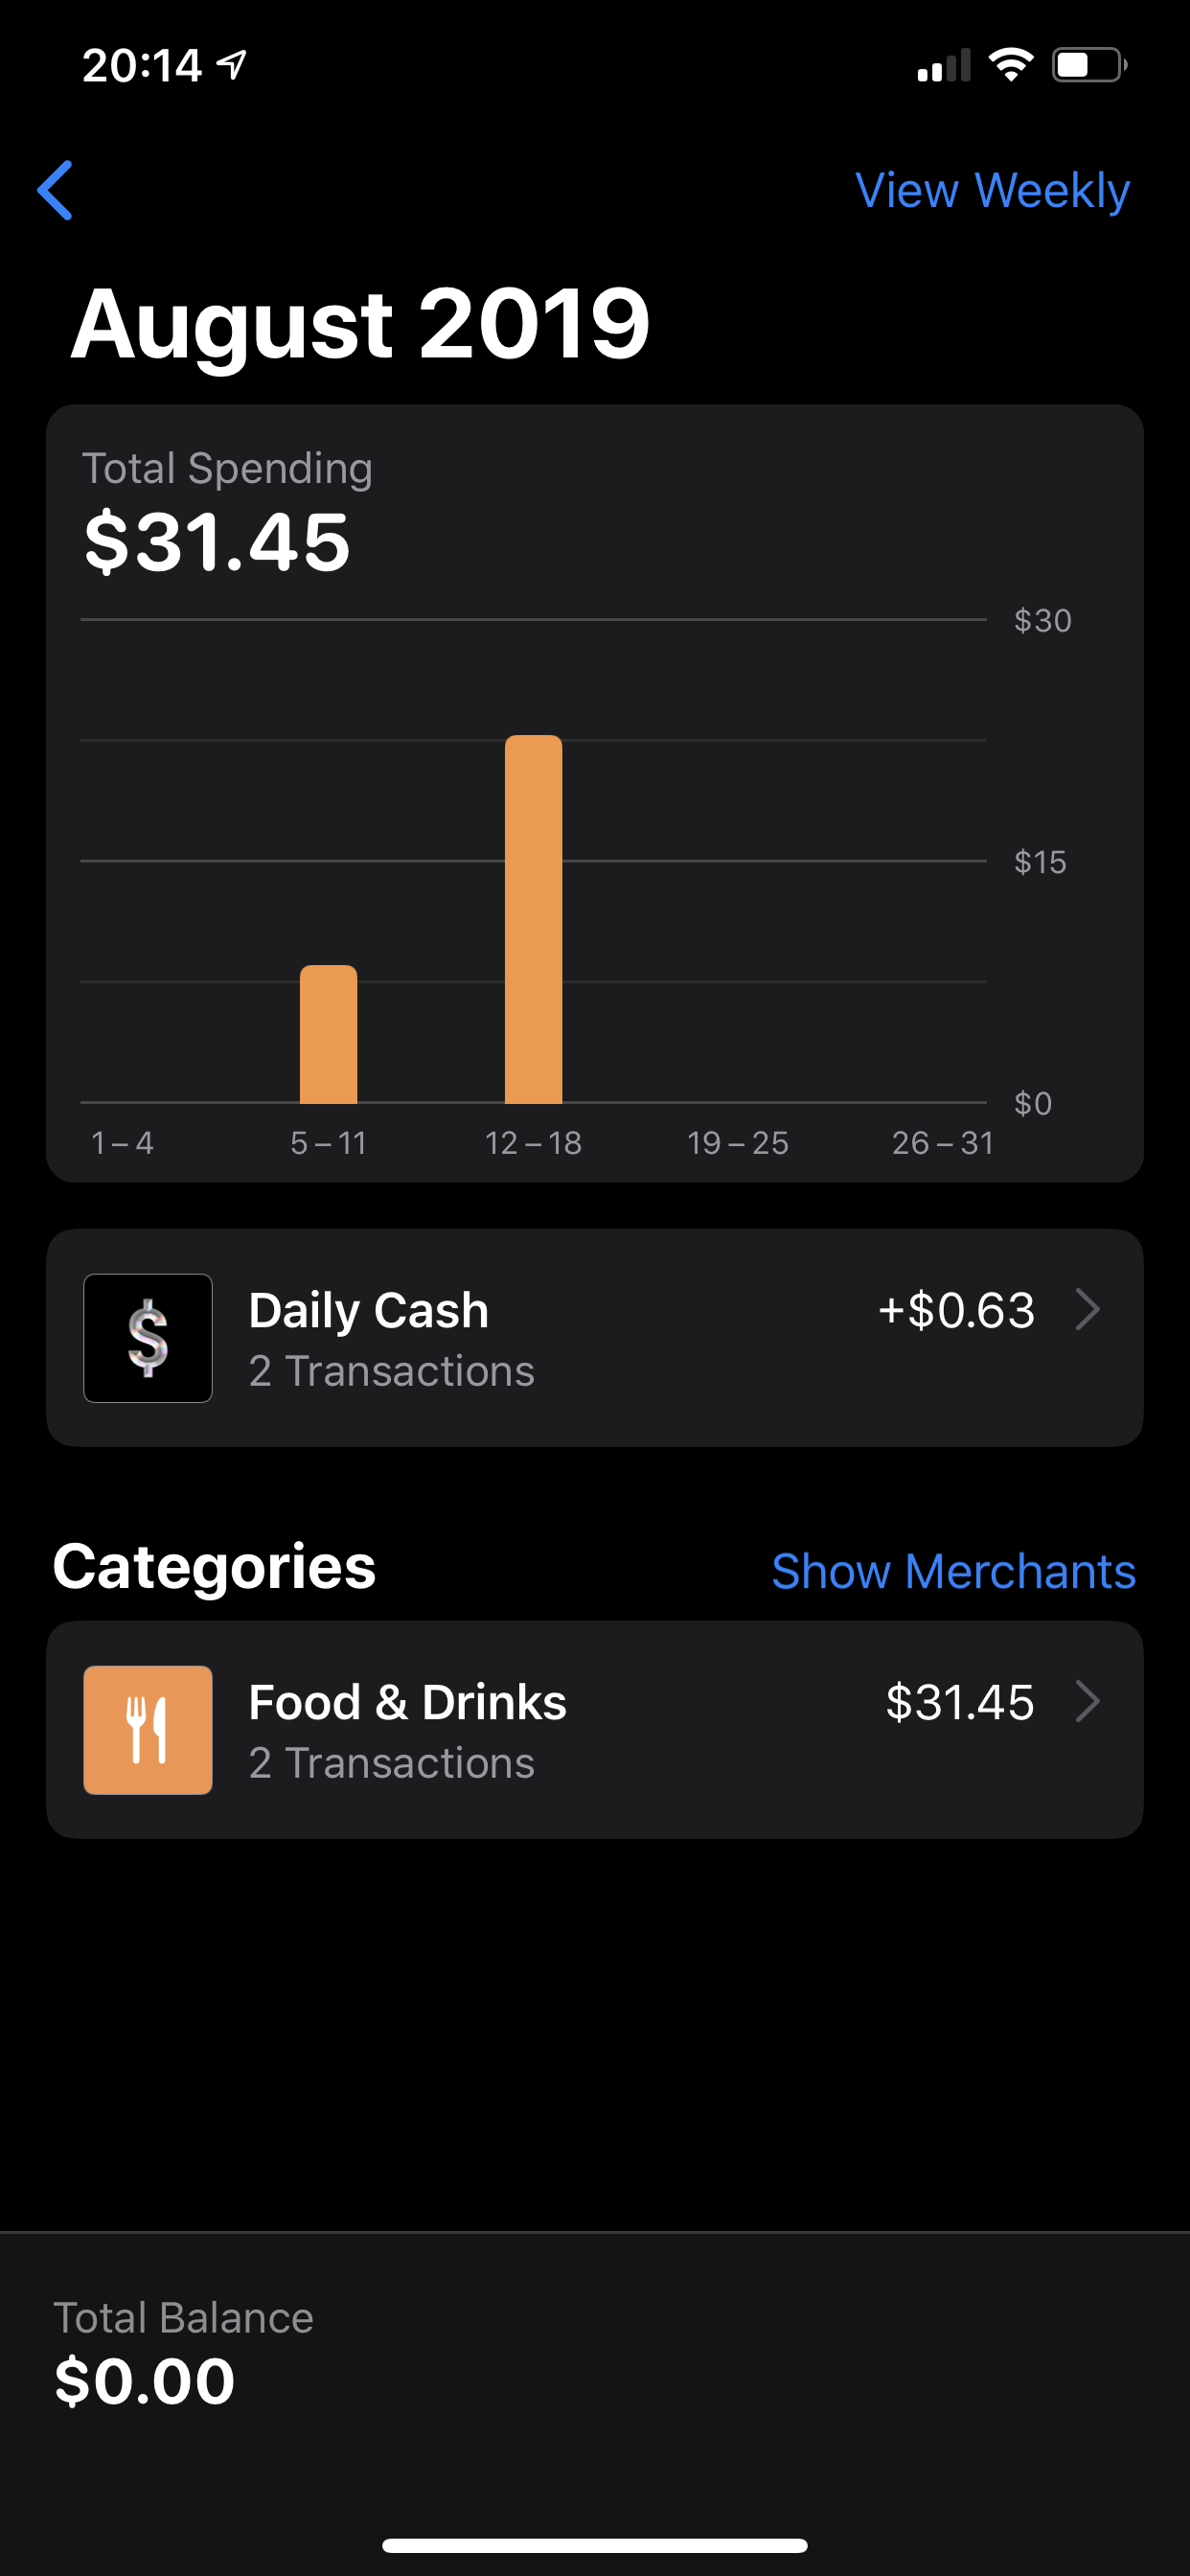 20:14
View Weekly
August 2019
Total Spending
$31.45
$30
$15
$0
1 – 4 5 – 11 12 – 18 19 – 25 26 – 31
$
Daily Cash +$0.63
2 Transactions
Categories Show Merchants
Food & Drinks $31.45
2 Transactions
Total Balance
$0.00